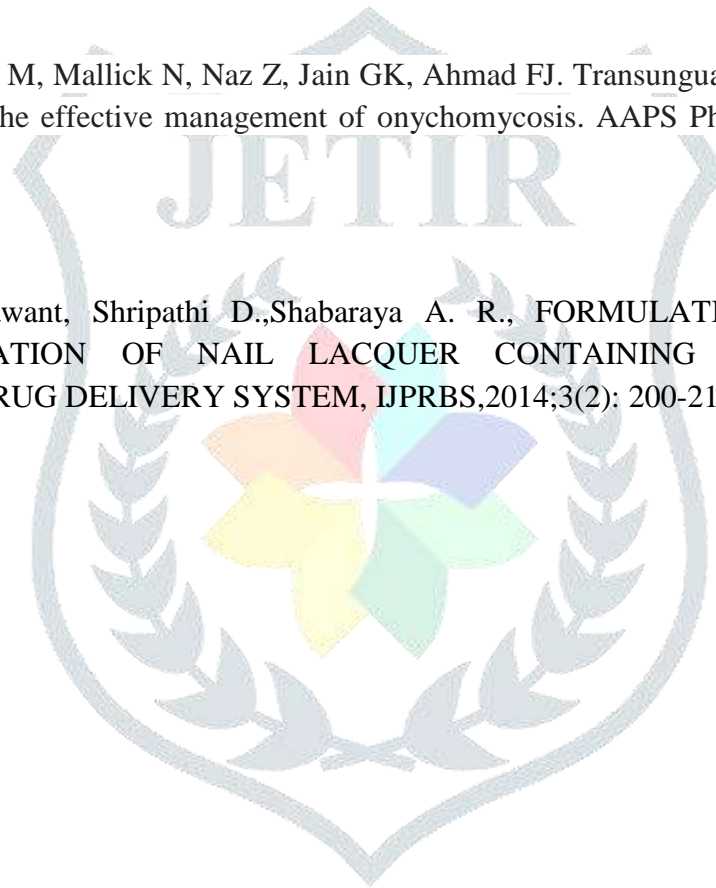 M, Mallick N, Naz Z, Jain GK, Ahmad FJ. Transungua
he effective management of onychomycosis. AAPS Ph
JETIR
want, Shripathi D.,Shabaraya A. R., FORMULATI
ATION OF NAIL LACQUER CONTAINING
RUG DELIVERY SYSTEM, IJPRBS,2014;3(2): 200-21